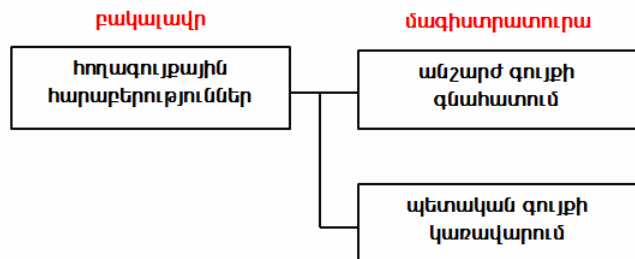 բակալավր
մագիստրատուրա
հողագույքային
հարաբերություններ
անշարժ գույքի
գնահատում
պետական գույքի
կառավարում